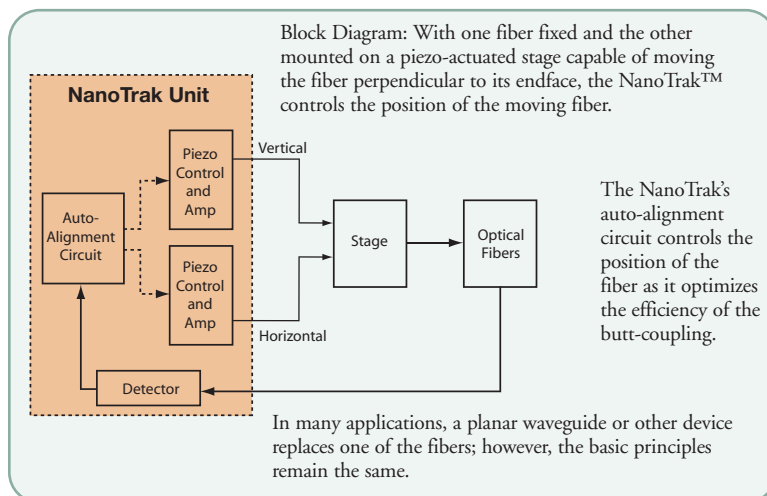 Block Diagram: With one fiber fixed and the other
mounted on a piezo-actuated stage capable of moving
the fiber perpendicular to its endface, the NanoTrak™
controls the position of the moving fiber.
NanoTrak Unit
Piezo
Control
and
Amp
Vertical
Auto-
Alignment
Circuit
Stage
Optical
Fibers
Piezo
Control
and
Amp
Horizontal
Detector
The NanoTrak’s
auto-alignment
circuit controls the
position of the
fiber as it optimizes
the efficiency of the
butt-coupling.
In many applications, a planar waveguide or other device
replaces one of the fibers; however, the basic principles
remain the same.